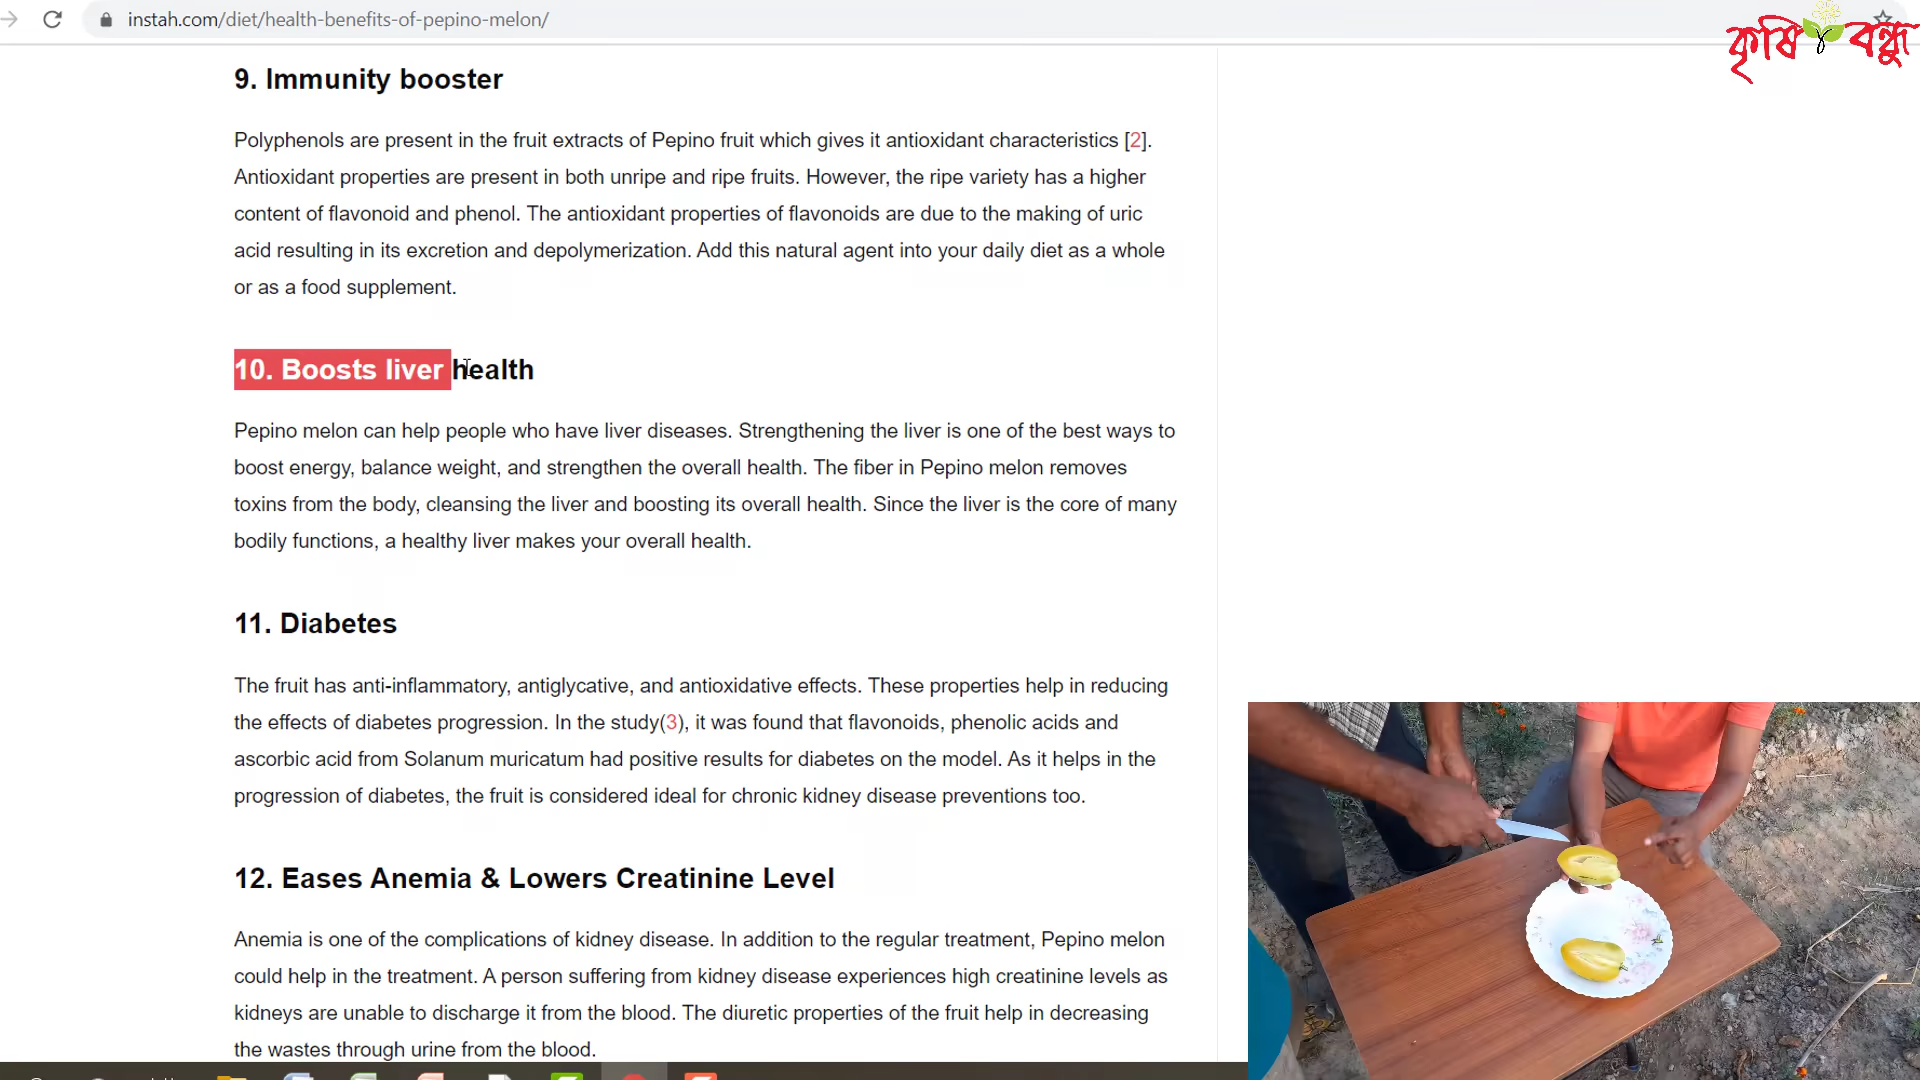 instah.com/diet/health-benefits-of-pepino-melon/
কৃষি বন্ধু
9. Immunity booster
Polyphenols are present in the fruit extracts of Pepino fruit which gives it antioxidant characteristics [2].
Antioxidant properties are present in both unripe and ripe fruits. However, the ripe variety has a higher
content of flavonoid and phenol. The antioxidant properties of flavonoids are due to the making of uric
acid resulting in its excretion and depolymerization. Add this natural agent into your daily diet as a whole
or as a food supplement.
10. Boosts liver health
Pepino melon can help people who have liver diseases. Strengthening the liver is one of the best ways to
boost energy, balance weight, and strengthen the overall health. The fiber in Pepino melon removes
toxins from the body, cleansing the liver and boosting its overall health. Since the liver is the core of many
bodily functions, a healthy liver makes your overall health.
11. Diabetes
The fruit has anti-inflammatory, antiglycative, and antioxidative effects. These properties help in reducing
the effects of diabetes progression. In the study(3), it was found that flavonoids, phenolic acids and
ascorbic acid from Solanum muricatum had positive results for diabetes on the model. As it helps in the
progression of diabetes, the fruit is considered ideal for chronic kidney disease preventions too.
12. Eases Anemia & Lowers Creatinine Level
Anemia is one of the complications of kidney disease. In addition to the regular treatment, Pepino melon
could help in the treatment. A person suffering from kidney disease experiences high creatinine levels as
kidneys are unable to discharge it from the blood. The diuretic properties of the fruit help in decreasing
the wastes through urine from the blood.